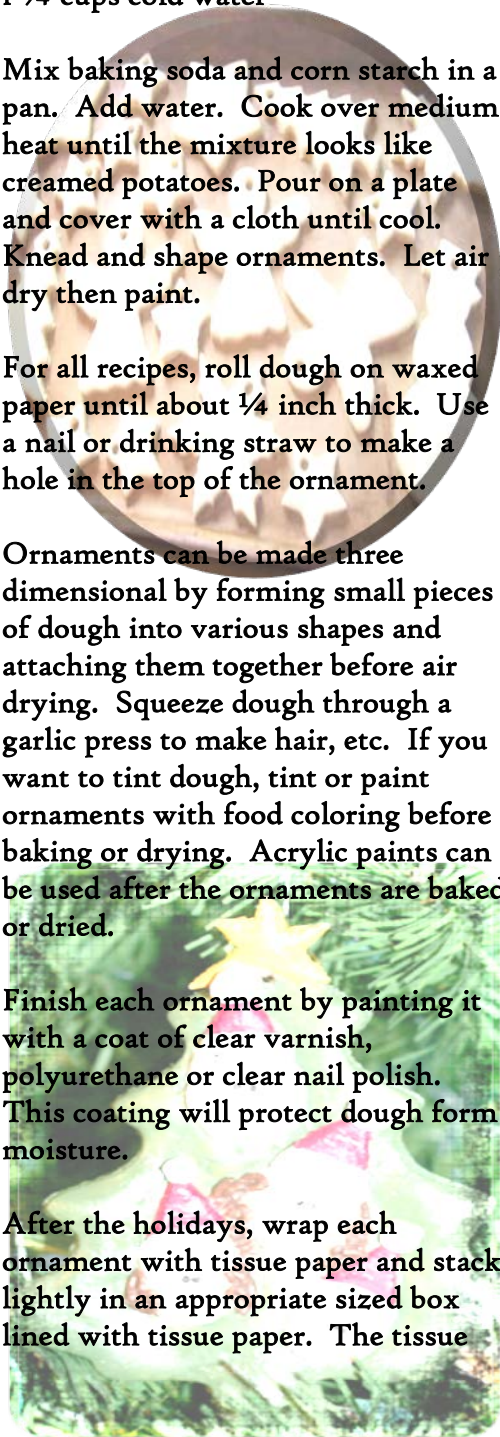 cups cold water
Mix baking soda and corn starch in a
pan. Add water. Cook over medium
heat until the mixture looks like
creamed potatoes. Pour on a plate
and cover with a cloth until cool.
Knead and shape ornaments. Let air
dry then paint.
For all recipes, roll dough on waxed
paper until about ¼ inch thick. Use
a nail or drinking straw to make a
hole in the top of the ornament.
Ornaments can be made three
dimensional by forming small pieces
of dough into various shapes and
attaching them together before air
drying. Squeeze dough through a
garlic press to make hair, etc. If you
want to tint dough, tint or paint
ornaments with food coloring before
baking or drying. Acrylic paints can
be used after the ornaments are baked
or dried.
Finish each ornament by painting it
with a coat of clear varnish,
polyurethane or clear nail polish.
This coating will protect dough form
moisture.
After the holidays, wrap each
ornament with tissue paper and stack
lightly in an appropriate sized box
lined with tissue paper. The tissue